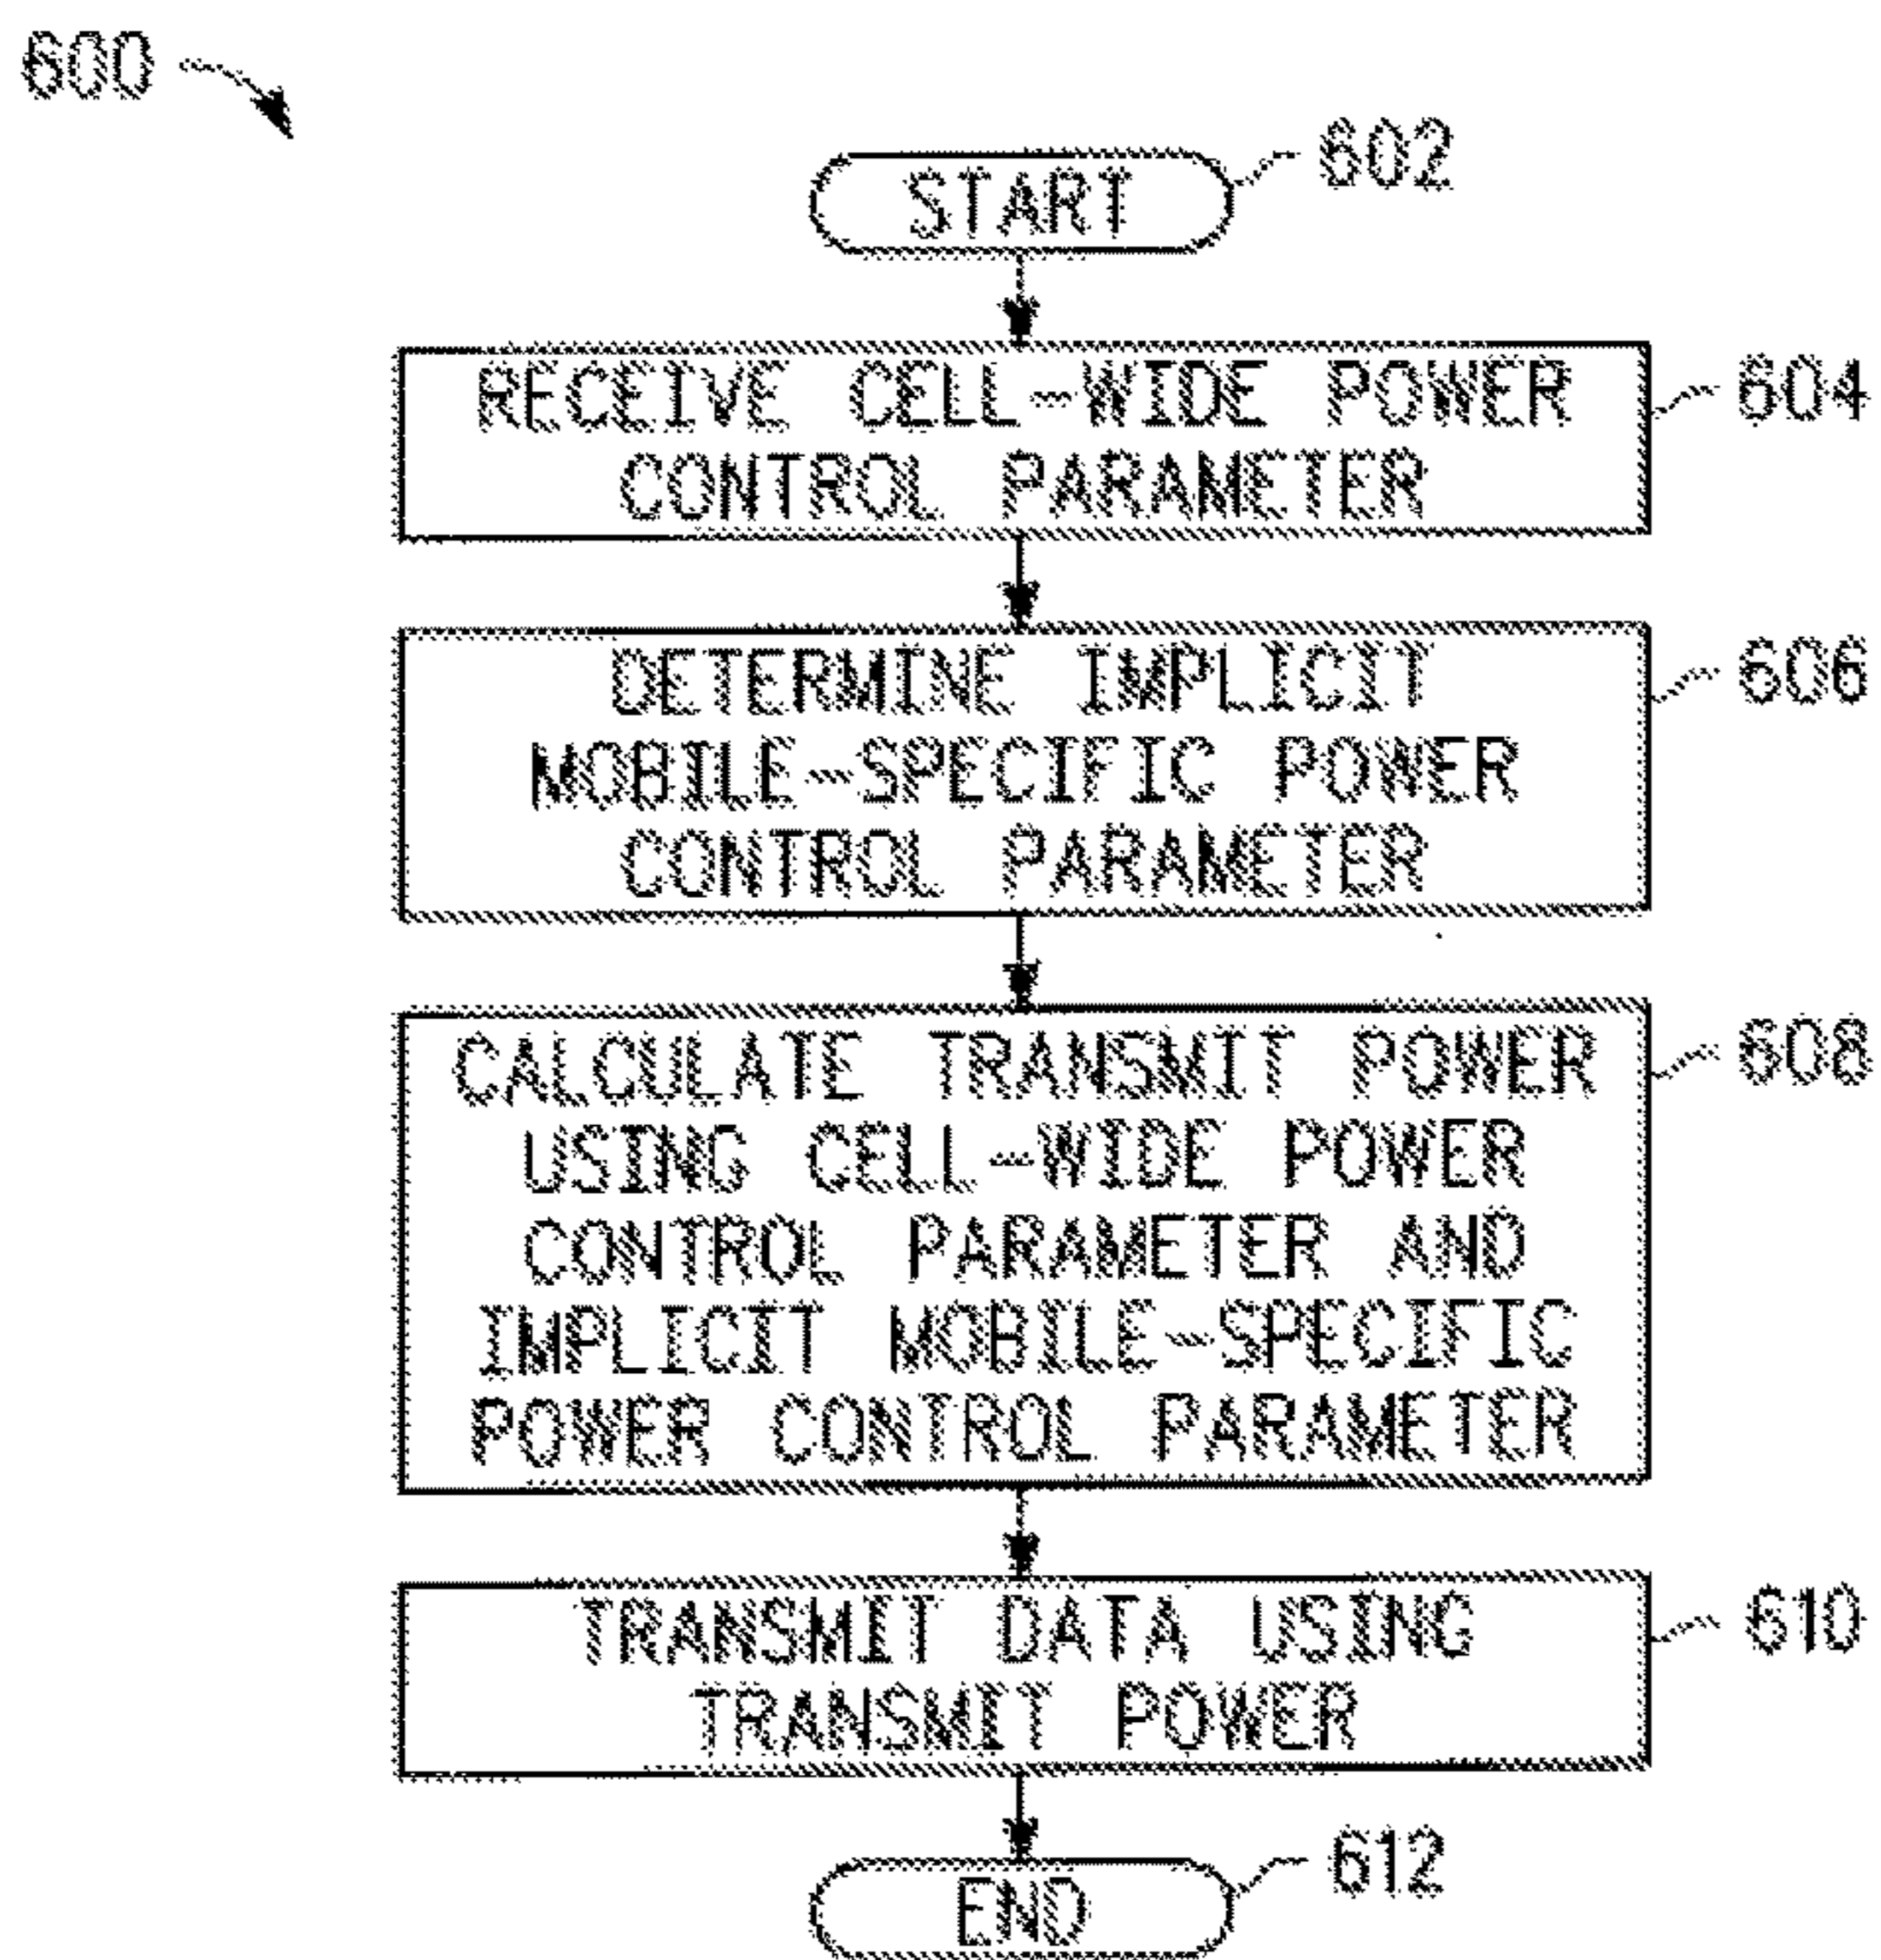 600
START
602
RECEIVE CELL-WIDE POWER
CONTROL PARAMETER
604
DETERMINE IMPLICIT
MOBILE-SPECIFIC POWER
CONTROL PARAMETER
606
CALCULATE TRANSMIT POWER
USING CELL-WIDE POWER
CONTROL PARAMETER AND
IMPLICIT MOBILE-SPECIFIC
POWER CONTROL PARAMETER
608
TRANSMIT DATA USING
TRANSMIT POWER
610
END
612